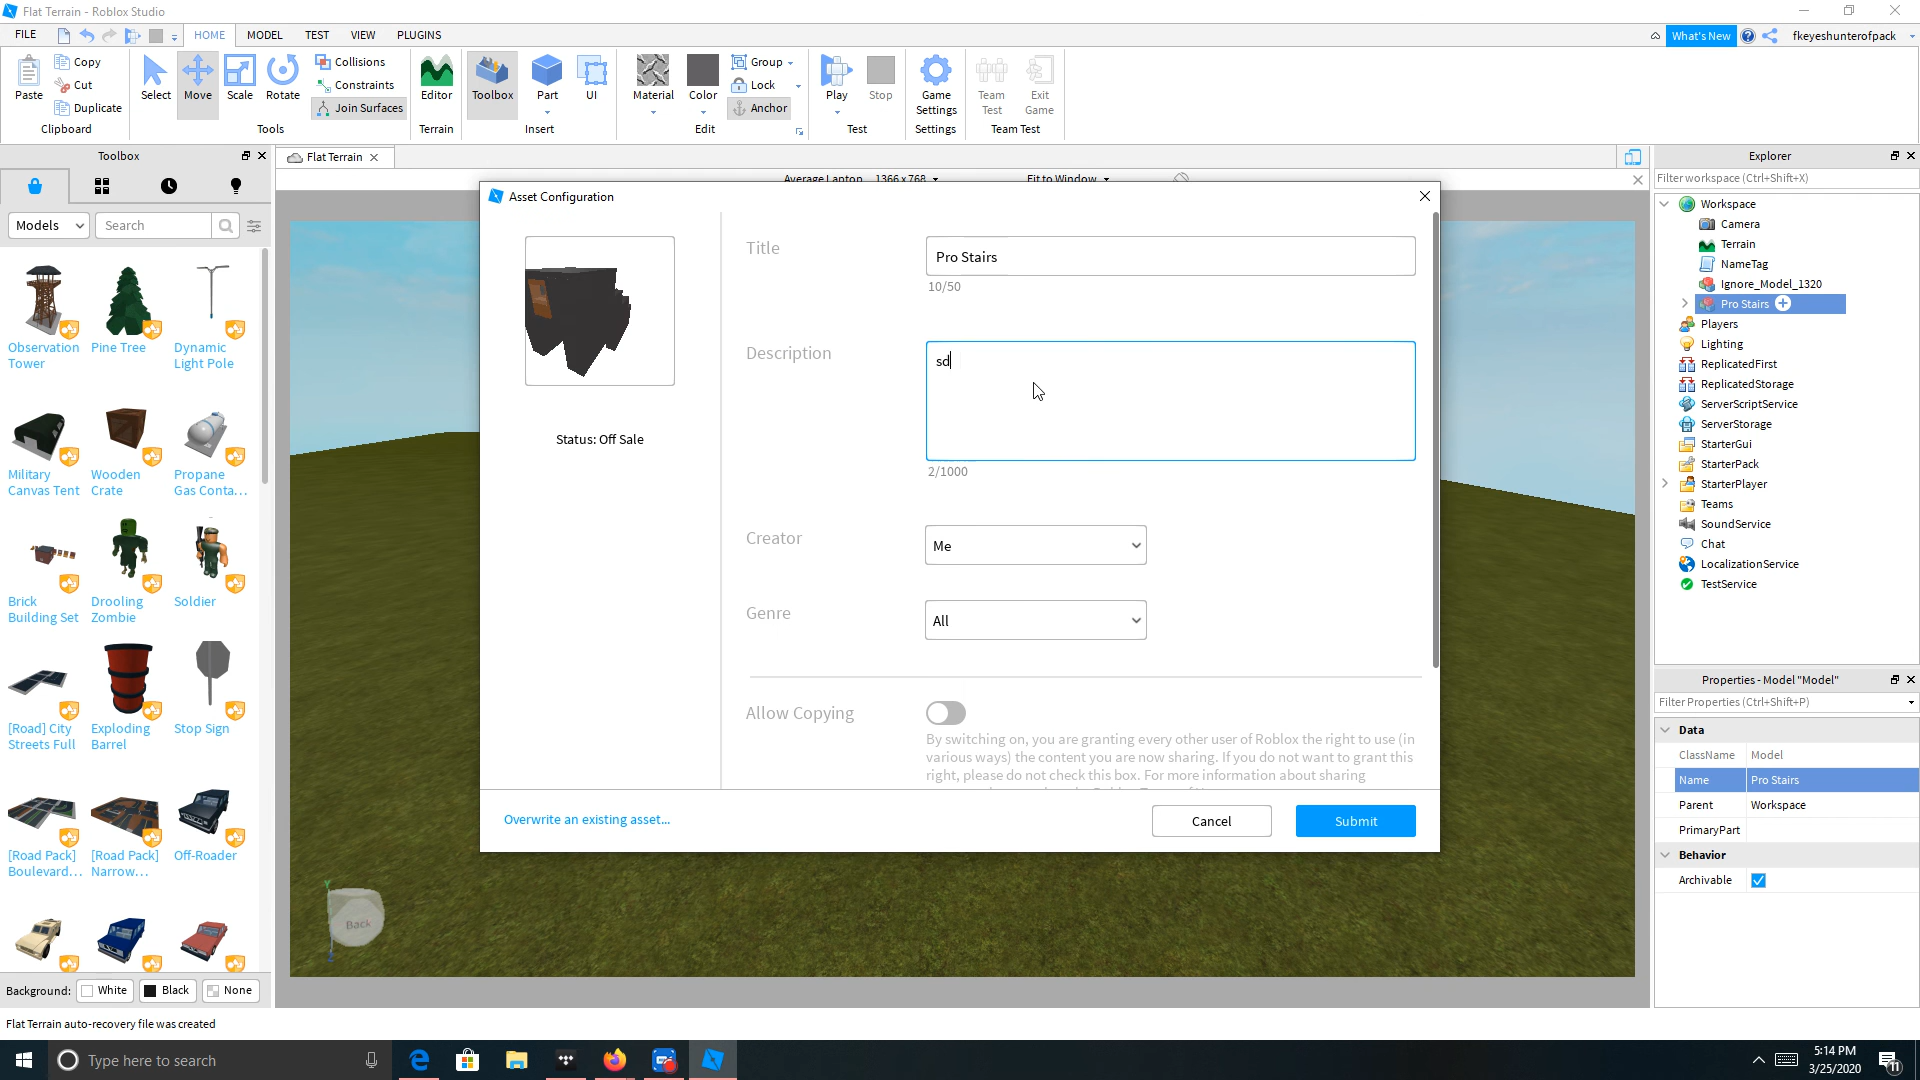 Flat Terrain - Roblox Studio
FILE HOME MODEL TEST VIEW PLUGINS What's New fkeyeshunterofpack
Paste Copy Cut Duplicate Clipboard
Select Move Scale Rotate Collisions Constraints Join Surfaces Tools
Editor Terrain
Toolbox Part UI Insert
Material Color Group Lock Anchor Edit
Play Stop Test
Game Settings Settings
Team Test Exit Game Team Test
Toolbox
Models Search
Observation Tower
Pine Tree
Dynamic Light Pole
Military Canvas Tent
Wooden Crate
Propane Gas Conta...
Brick Building Set
Drooling Zombie
Soldier
[Road] City Streets Full
Exploding Barrel
Stop Sign
[Road Pack] Boulevard...
[Road Pack] Narrow...
Off-Roader
Background: White Black None
Flat Terrain auto-recovery file was created
Flat Terrain
Average Laptop 1366 x 768 Fit to Window
Asset Configuration
Status: Off Sale
Title Pro Stairs
10/50
Description sd
2/1000
Creator Me
Genre All
Allow Copying
By switching on, you are granting every other user of Roblox the right to use (in
various ways) the content you are now sharing. If you do not want to grant this
right, please do not check this box. For more information about sharing
Overwrite an existing asset... Cancel Submit
Back
Explorer
Filter workspace (Ctrl+Shift+X)
Workspace
Camera
Terrain
NameTag
Ignore_Model_1320
Pro Stairs
Players
Lighting
ReplicatedFirst
ReplicatedStorage
ServerScriptService
ServerStorage
StarterGui
StarterPack
StarterPlayer
Teams
SoundService
Chat
LocalizationService
TestService
Properties - Model "Model"
Filter Properties (Ctrl+Shift+P)
Data
ClassName Model
Name Pro Stairs
Parent Workspace
PrimaryPart
Behavior
Archivable
Type here to search
5:14 PM
3/25/2020
11